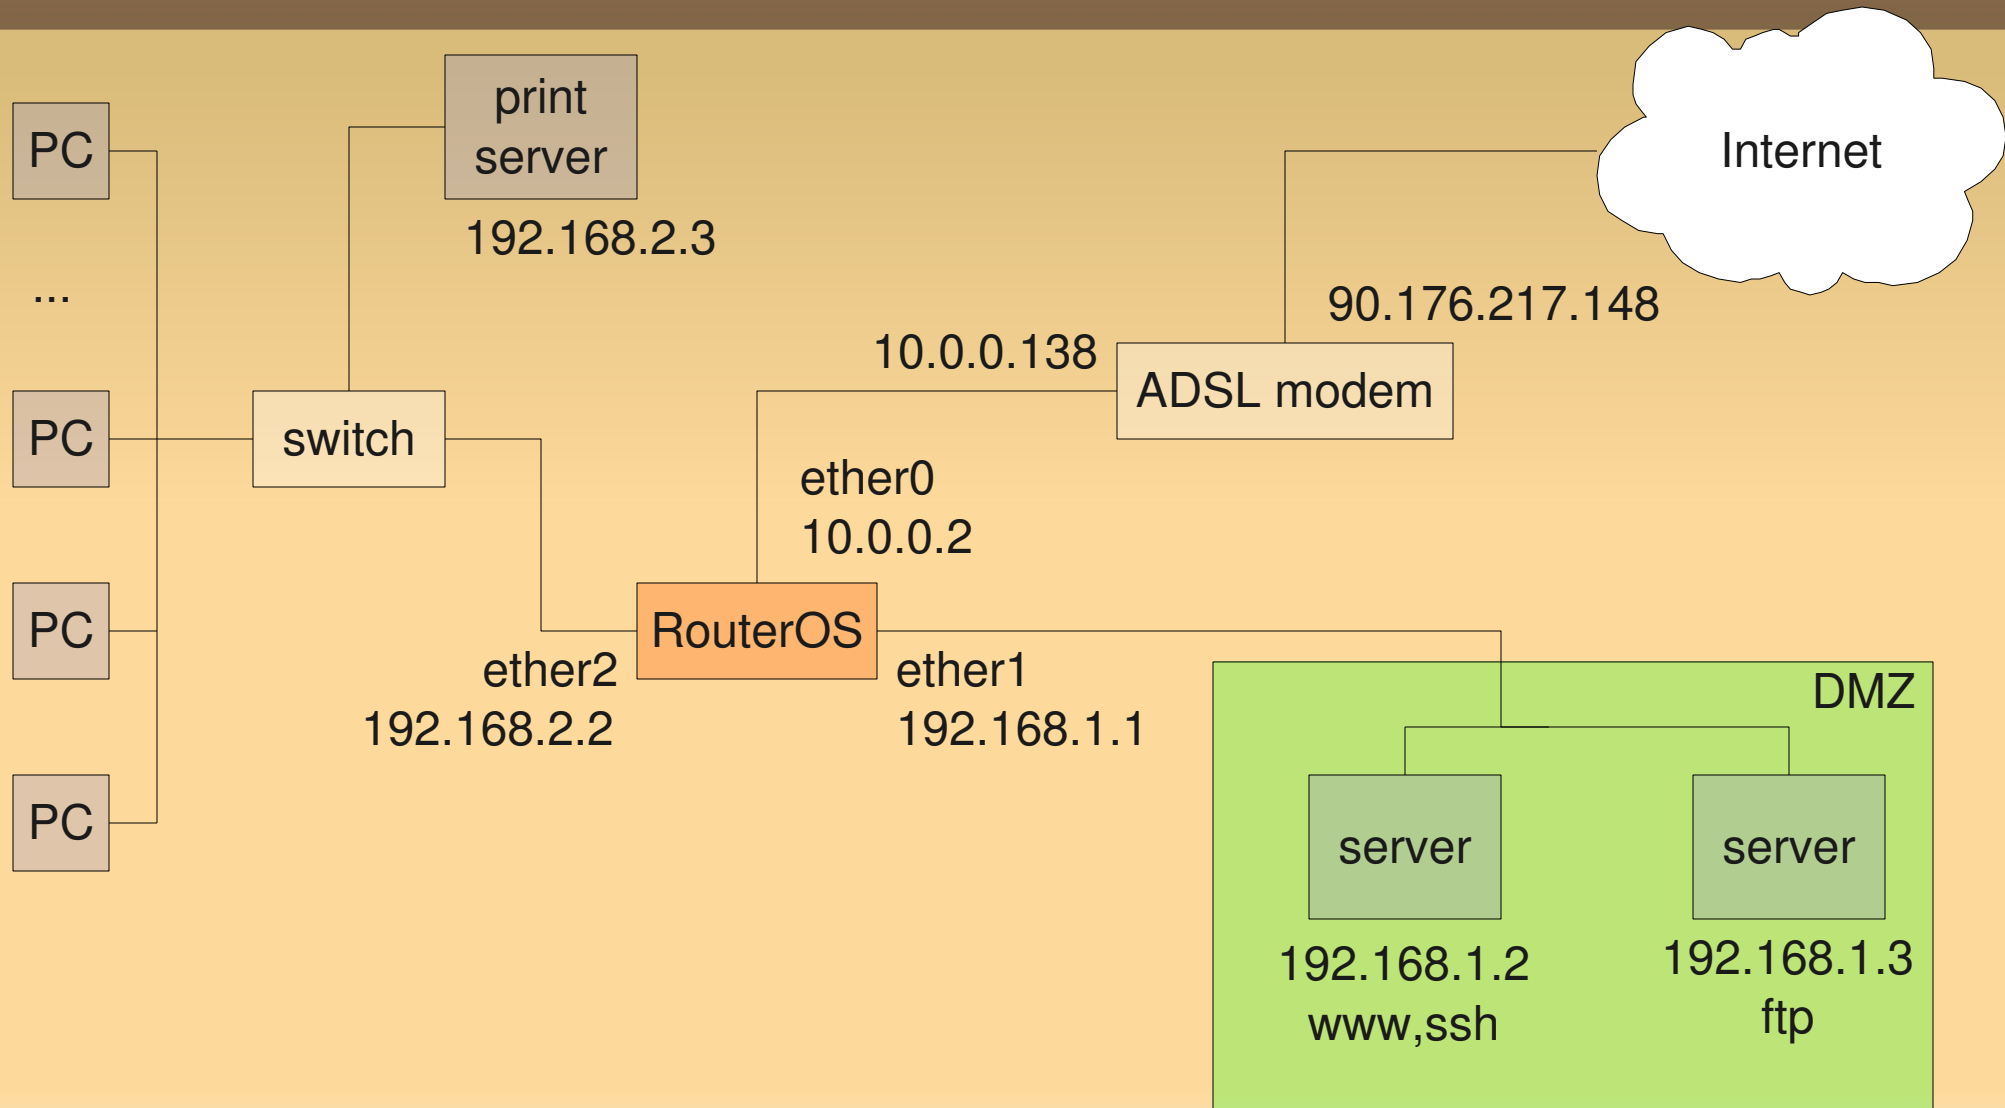 print
server
192.168.2.3
PC
...
PC
PC
PC
switch
Internet
90.176.217.148
10.0.0.138
ADSL modem
ether0
10.0.0.2
RouterOS
ether2
192.168.2.2
ether1
192.168.1.1
DMZ
server
192.168.1.2
www,ssh
server
192.168.1.3
ftp